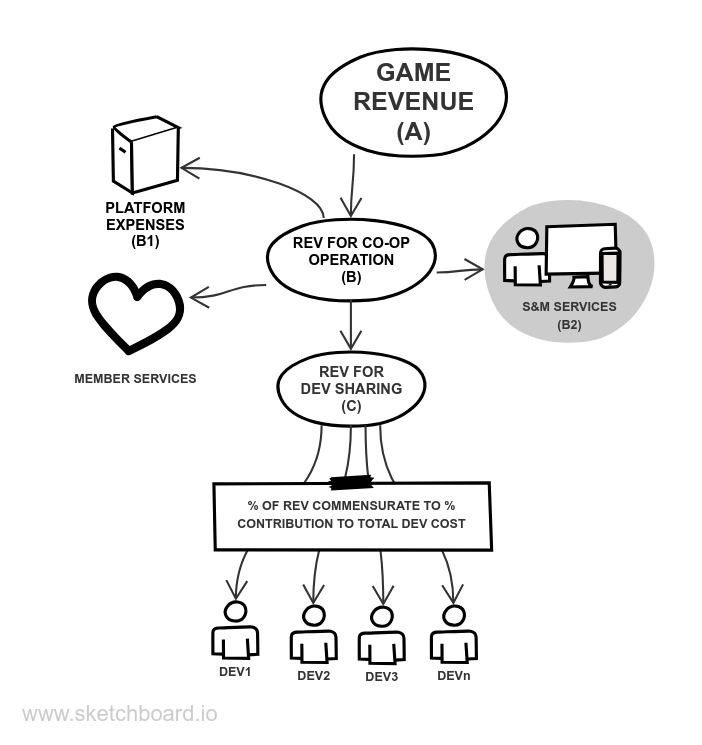 GAME
REVENUE
(A)
PLATFORM
EXPENSES
(B1)
REV FOR CO-OP
OPERATION
(B)
S&M SERVICES
(B2)
MEMBER SERVICES
REV FOR
DEV SHARING
(C)
% OF REV COMMENSURATE TO %
CONTRIBUTION TO TOTAL DEV COST
DEV1
DEV2
DEV3
DEVn
www.sketchboard.io